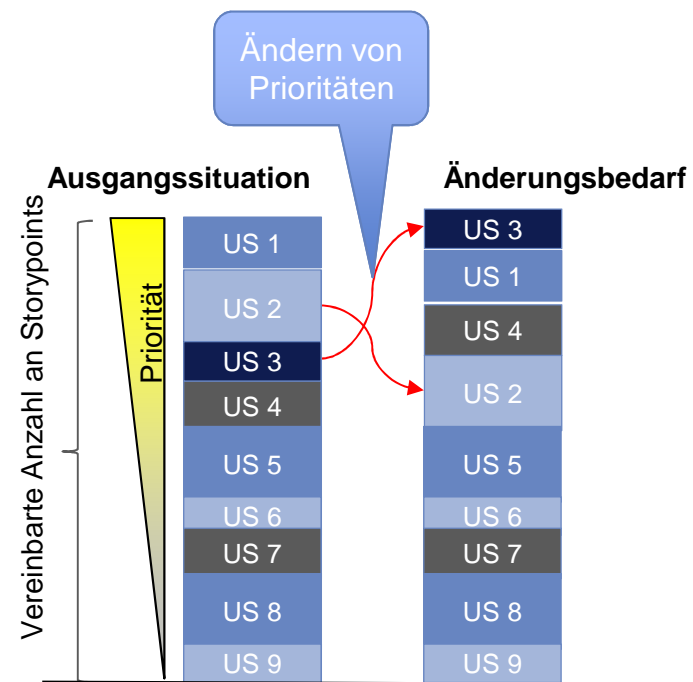 Ändern von
Prioritäten
Ausgangssituation
Änderungsbedarf
Vereinbarte Anzahl an Storypoints
Priorität
US 1
US 2
US 3
US 4
US 5
US 6
US 7
US 8
US 9
US 3
US 1
US 4
US 2
US 5
US 6
US 7
US 8
US 9